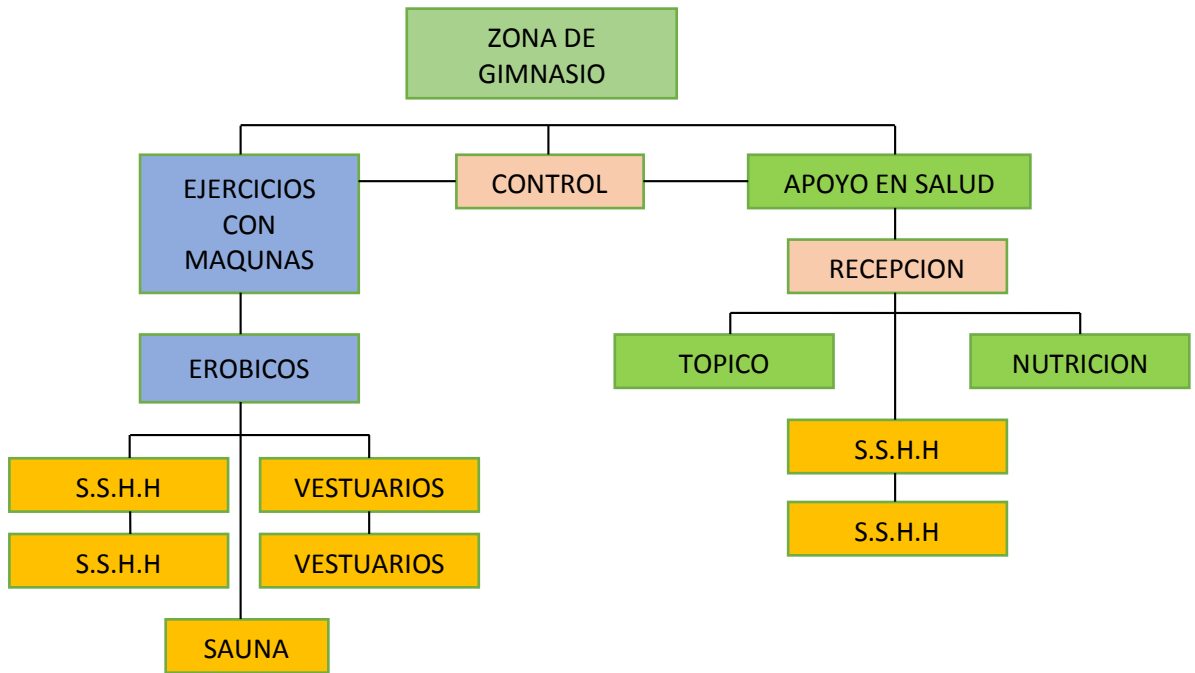 ZONA DE
GIMNASIO
EJERCICIOS
CON
MAQUNAS
CONTROL
APOYO EN SALUD
RECEPCION
EROBICOS
TOPICO
NUTRICION
S.S.H.H
VESTUARIOS
S.S.H.H
S.S.H.H
VESTUARIOS
S.S.H.H
SAUNA